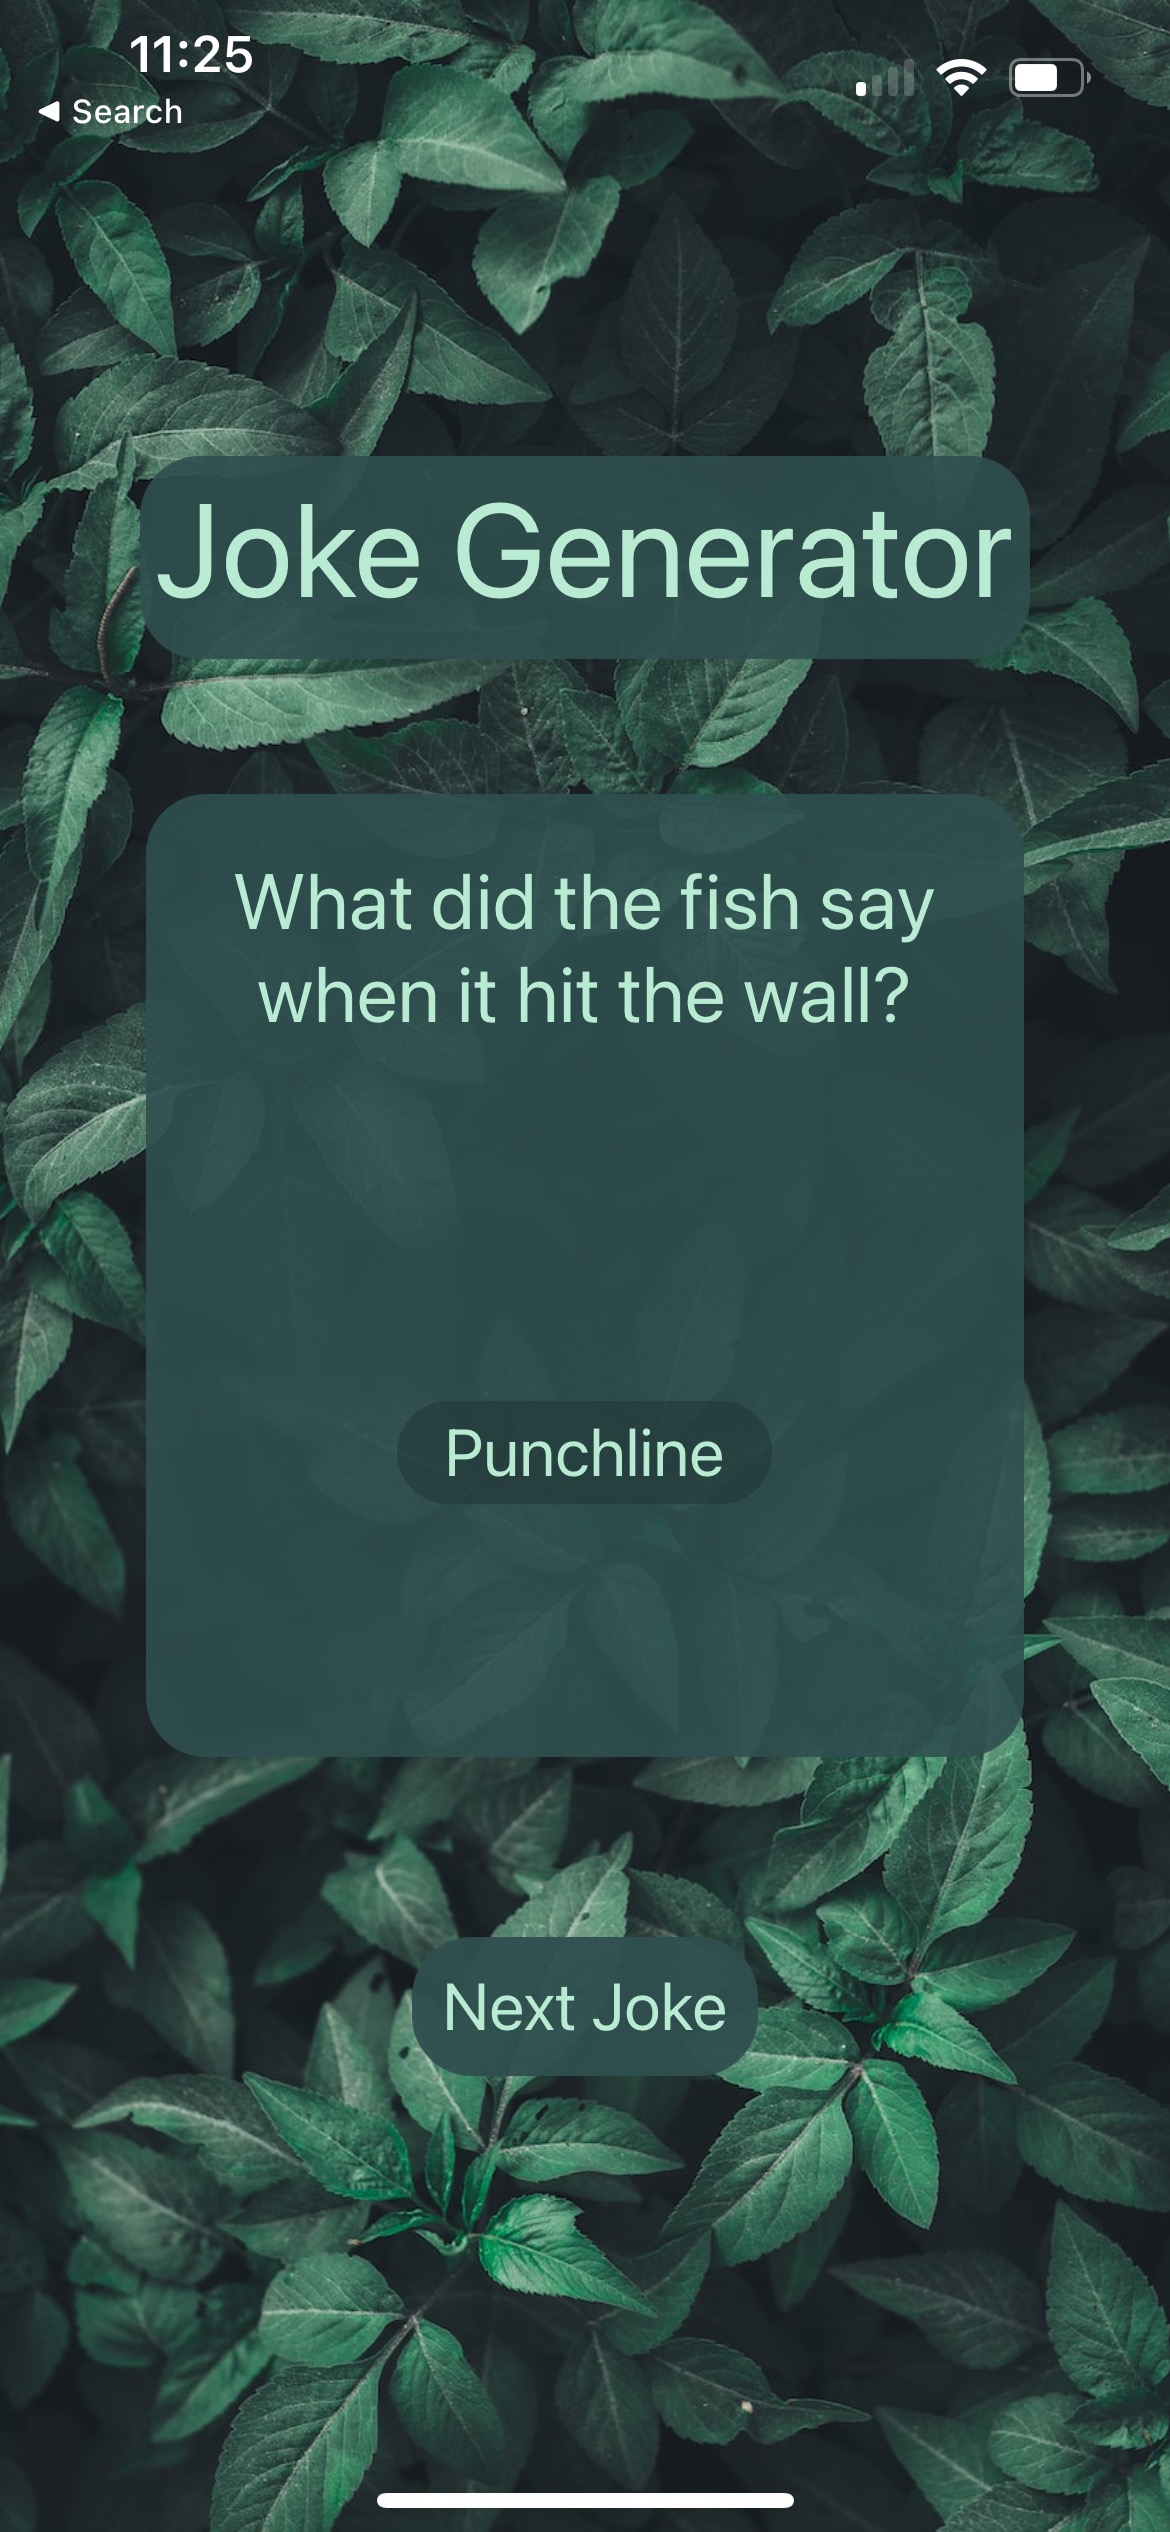 11:25
◀ Search
Joke Generator
What did the fish say
when it hit the wall?
Punchline
Next Joke